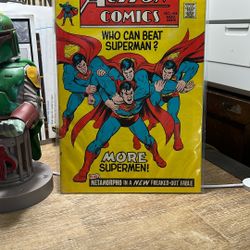 ACTION
COMICS
WHO CAN BEAT
SUPERMAN?
MORE
SUPERMEN!
METAMORPHO IN A NEW FREAKED-OUT FABLE